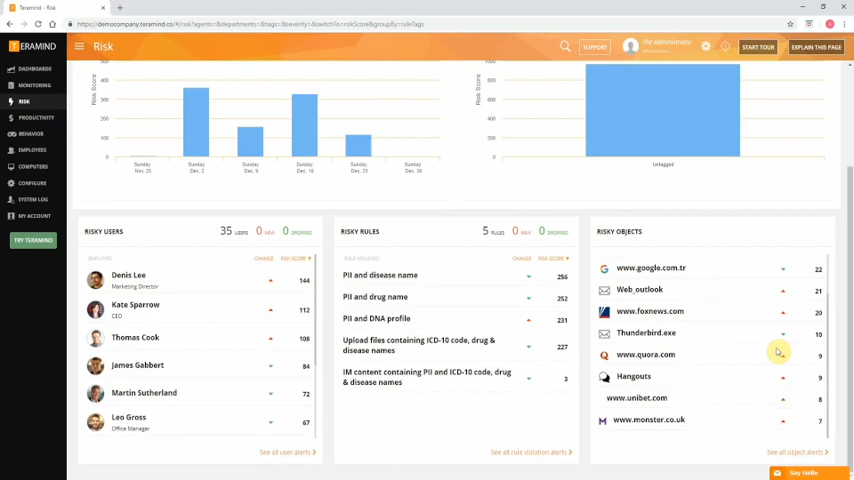 Teramind - Risk
https://democompany.teramind.co/#/risk?agents=&departments=&tags=&severity=&switchTo=riskScore&groupBy=ruleTags
TERAMIND
Risk
SUPPORT
The Administrator
START TOUR
EXPLAIN THIS PAGE
DASHBOARDS
MONITORING
RISK
PRODUCTIVITY
BEHAVIOR
EMPLOYEES
COMPUTERS
CONFIGURE
SYSTEM LOG
MY ACCOUNT
TRY TERAMIND
Risk Score
500
400
300
200
100
0
Sunday
Nov, 25
Sunday
Dec, 2
Sunday
Dec, 9
Sunday
Dec, 16
Sunday
Dec, 23
Sunday
Dec, 30
Risk Score
1000
500
0
Untagged
RISKY USERS
35 USERS 0 NEW 0 DROPPED
EMPLOYEE CHANGE RISK SCORE
Denis Lee
Marketing Director
144
Kate Sparrow
CEO
112
Thomas Cook 108
James Gabbert 84
Martin Sutherland 72
Leo Gross
Office Manager
67
See all user alerts
RISKY RULES
5 RULES 0 NEW 0 DROPPED
RULE VIOLATED CHANGE RISK SCORE
PII and disease name 256
PII and drug name 252
PII and DNA profile 231
Upload files containing ICD-10 code, drug &
disease names
227
IM content containing PII and ICD-10 code, drug
& disease names
3
See all rule violation alerts
RISKY OBJECTS
www.google.com.tr 22
Web_outlook 21
www.foxnews.com 20
Thunderbird.exe 10
www.quora.com 9
Hangouts 9
www.unibet.com 8
www.monster.co.uk 7
See all object alerts
Say Hello